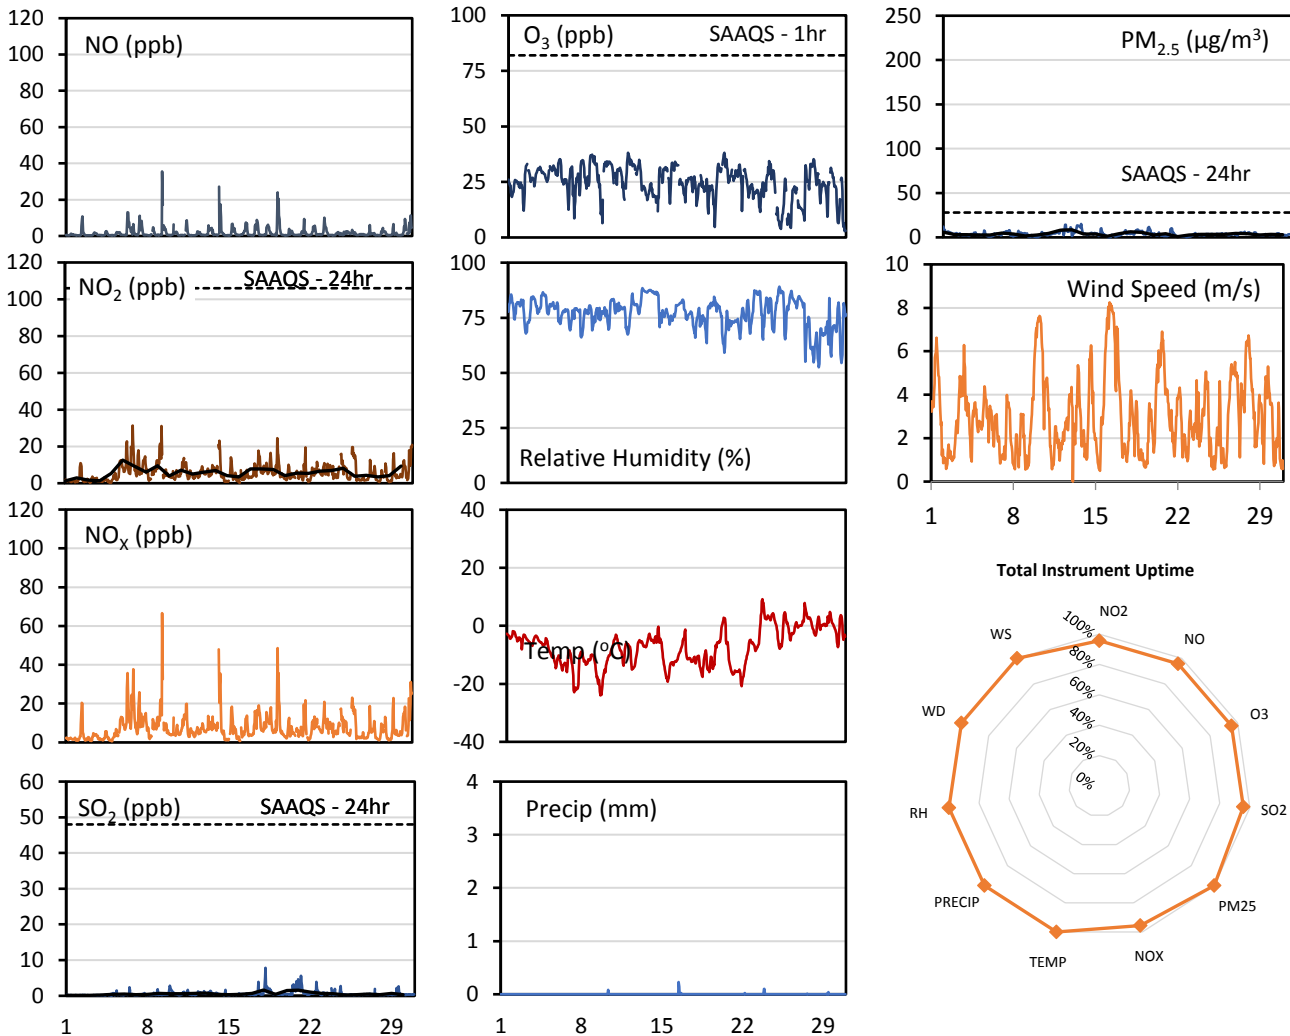 120
100
80
60
40
20
0
NO (ppb)
100
75
50
25
0
O3 (ppb)
SAAQS - 1hr
250
200
150
100
50
0
PM2.5 (µg/m³)
SAAQS - 24hr
120
100
80
60
40
20
0
NO2 (ppb)
SAAQS - 24hr
100
75
50
25
0
Relative Humidity (%)
10
8
6
4
2
0
Wind Speed (m/s)
1 8 15 22 29
120
100
80
60
40
20
0
NOX (ppb)
40
20
0
-20
-40
Temp (oC)
Total Instrument Uptime
100%
80%
60%
40%
20%
0%
NO2
NO
O3
SO2
PM25
NOX
TEMP
PRECIP
RH
WD
WS
60
50
40
30
20
10
0
SO2 (ppb)
SAAQS - 24hr
1 8 15 22 29
4
3
2
1
0
Precip (mm)
1 8 15 22 29